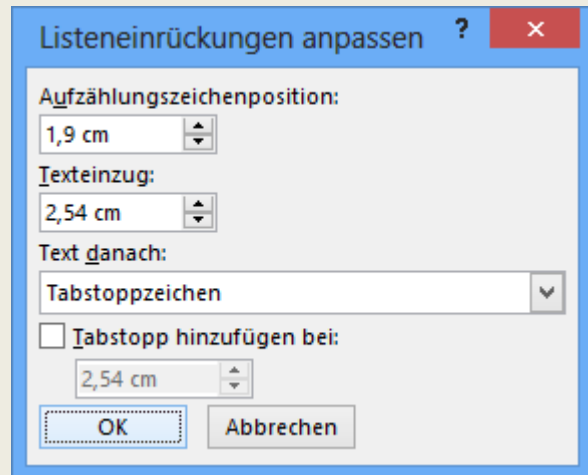 Listeneinrückungen anpassen ?
Aufzählungszeichenposition:
1,9 cm
Texteinzug:
2,54 cm
Text danach:
Tabstoppzeichen
Tabstopp hinzufügen bei:
2,54 cm
OK Abbrechen